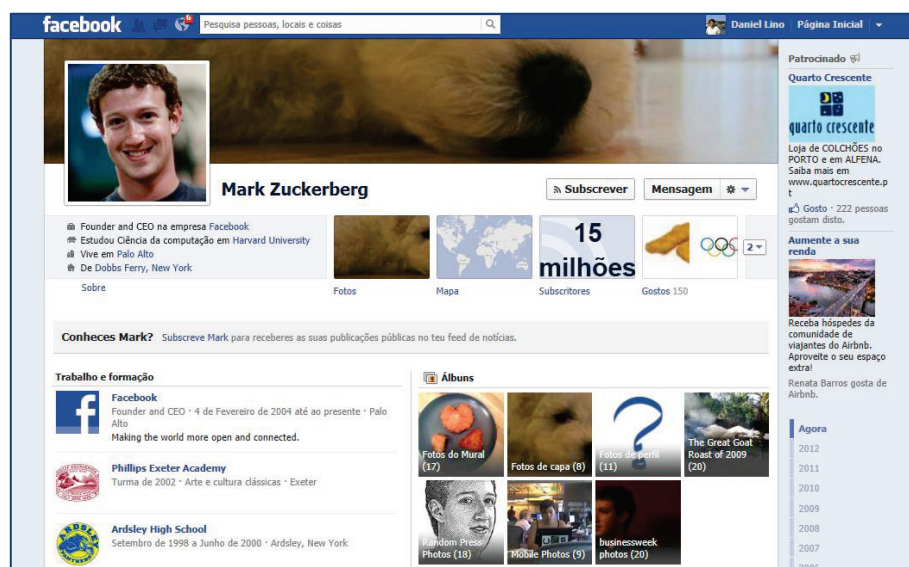 facebook
6
Pesquisa pessoas, locais e coisas
Daniel Lino
Página Inicial
Mark Zuckerberg
Subscrever
Mensagem
Founder and CEO na empresa Facebook
Estudou Ciência da computação em Harvard University
Vive em Palo Alto
De Dobbs Ferry, New York
Sobre
Fotos
Mapa
15
milhões
Subscritores
Gostos 150
2
Conheces Mark? Subscreve Mark para receberes as suas publicações públicas no teu feed de notícias.
Trabalho e formação
Facebook
Founder and CEO · 4 de Fevereiro de 2004 até ao presente · Palo
Alto
Making the world more open and connected.
Phillips Exeter Academy
Turma de 2002 · Arte e cultura clássicas · Exeter
ARDSLEY
Ardsley High School
Setembro de 1998 a Junho de 2000 · Ardsley, New York
Álbuns
Fotos do Mural
(17)
Fotos de capa (8)
Fotos de perfil
(11)
The Great Goat
Roast of 2009
(20)
Random Press
Photos (18)
Mobile Photos (9)
businessweek
photos (20)
Patrocinado
Quarto Crescente
quarto crescente
Loja de COLCHÕES no
PORTO e em ALFENA.
Saiba mais em
www.quartocrescente.p
t
Gosto · 222 pessoas
gostam disto.
Aumente a sua
renda
Receba hóspedes da
comunidade de
viajantes do Airbnb.
Aproveite o seu espaço
extra!
Renata Barros gosta de
Airbnb.
Agora
2012
2011
2010
2009
2008
2007
2006